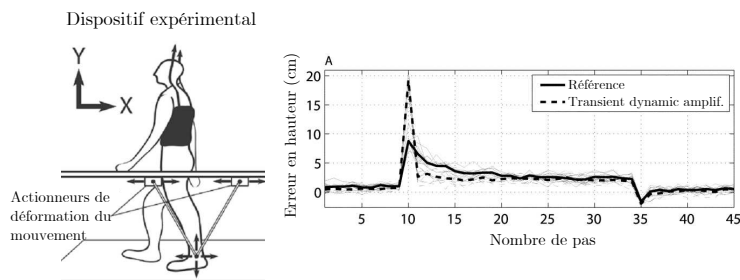 Dispositif expérimental
Y
X
Actionneurs de
déformation du
mouvement
A
Erreur en hauteur (cm)
20
15
10
5
0
Référence
Transient dynamic amplif.
5
10
15
20
25
30
35
40
45
Nombre de pas